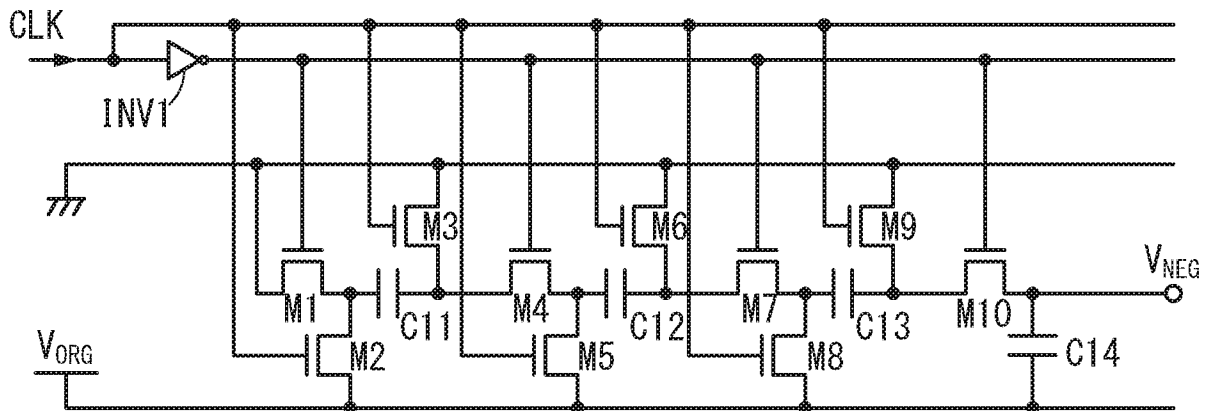 CLK
INV1
M3
M6
M9
M1
C11
M4
C12
M7
C13
M10
V_NEG
M2
M5
M8
C14
V_ORG